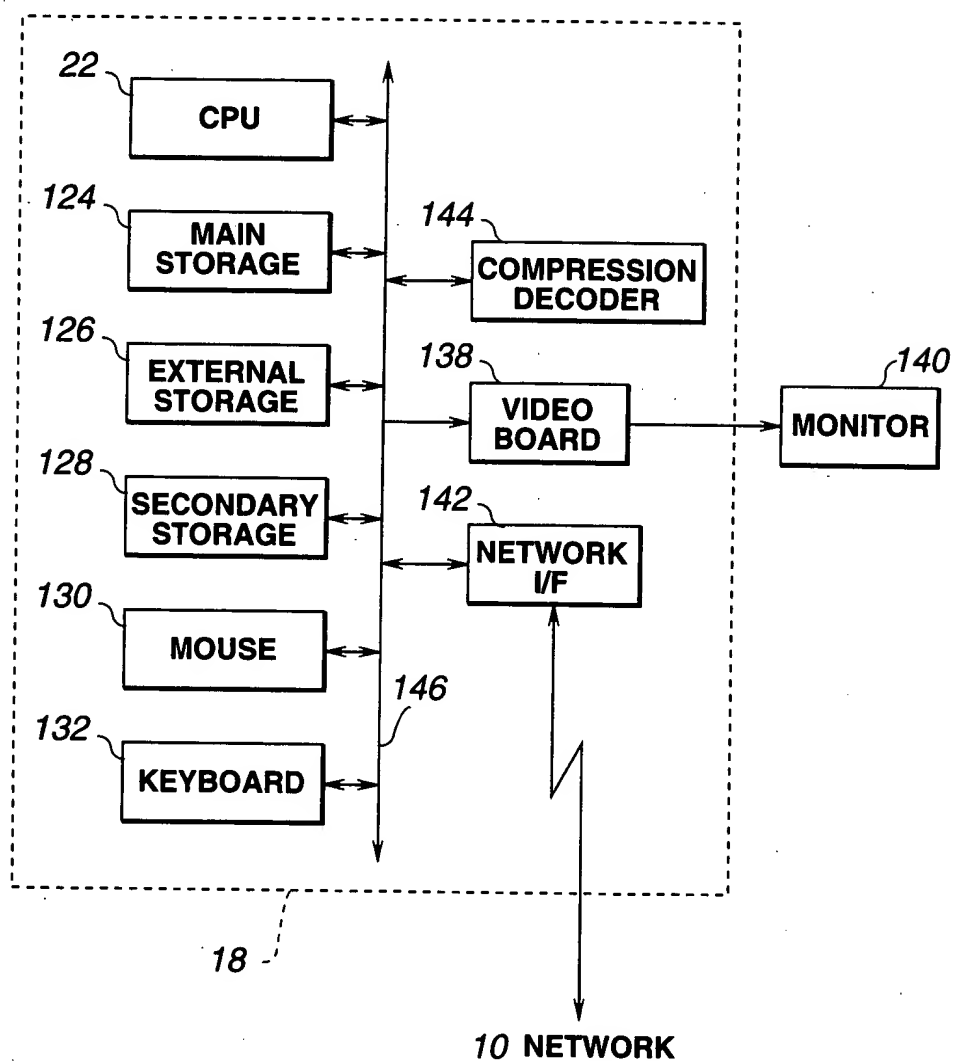 22
CPU
124
MAIN
STORAGE
144
COMPRESSION
DECODER
126
EXTERNAL
STORAGE
138
VIDEO
BOARD
140
MONITOR
128
SECONDARY
STORAGE
142
NETWORK
I/F
130
MOUSE
146
132
KEYBOARD
18
10 NETWORK